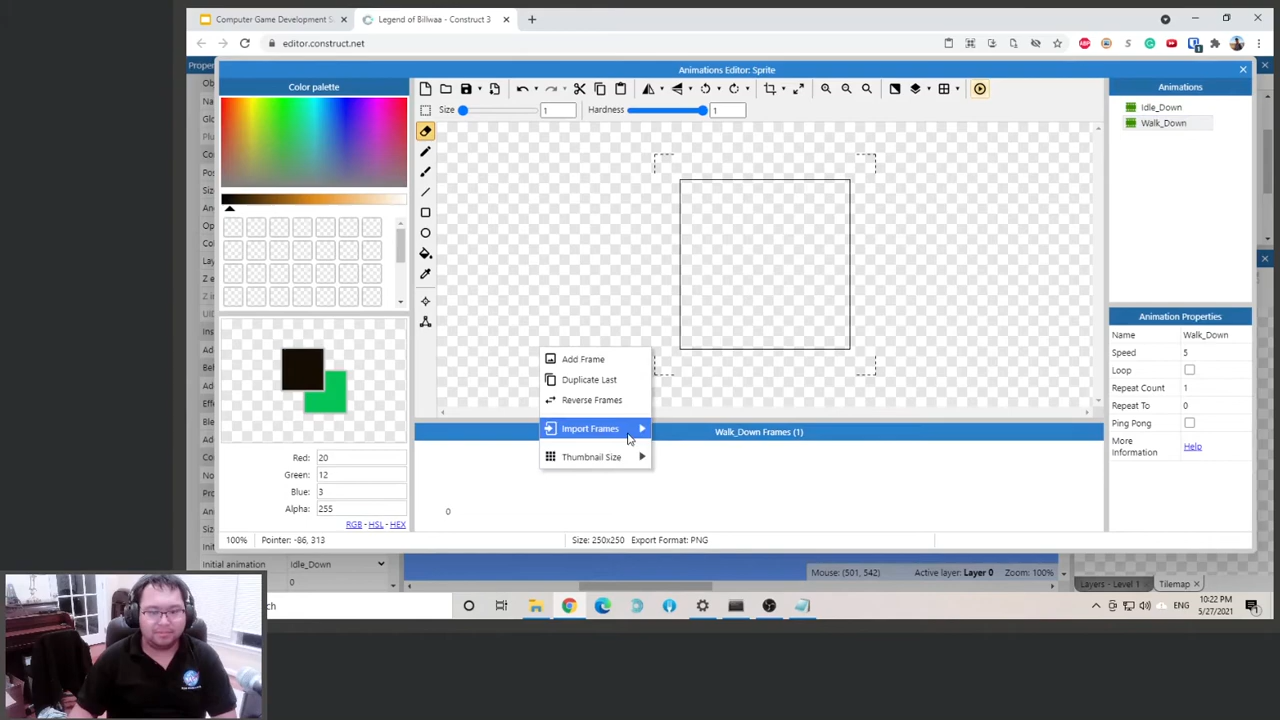 Computer Game Development S
Legend of Billwaa - Construct 3
editor.construct.net
Animations Editor: Sprite
Color palette
Size
1
Hardness
1
Animations
Idle_Down
Walk_Down
Animation Properties
Name Walk_Down
Speed 5
Loop
Repeat Count 1
Repeat To 0
Ping Pong
More Information Help
Add Frame
Duplicate Last
Reverse Frames
Import Frames
Thumbnail Size
Walk_Down Frames (1)
0
Red: 20
Green: 12
Blue: 3
Alpha: 255
RGB - HSL - HEX
100%
Pointer: -86, 313
Size: 250x250
Export Format: PNG
Initial animation Idle_Down
0
Mouse: (501, 542)
Active layer: Layer 0
Zoom: 100%
Layers - Level 1
Tilemap
ENG
10:22 PM
5/27/2021